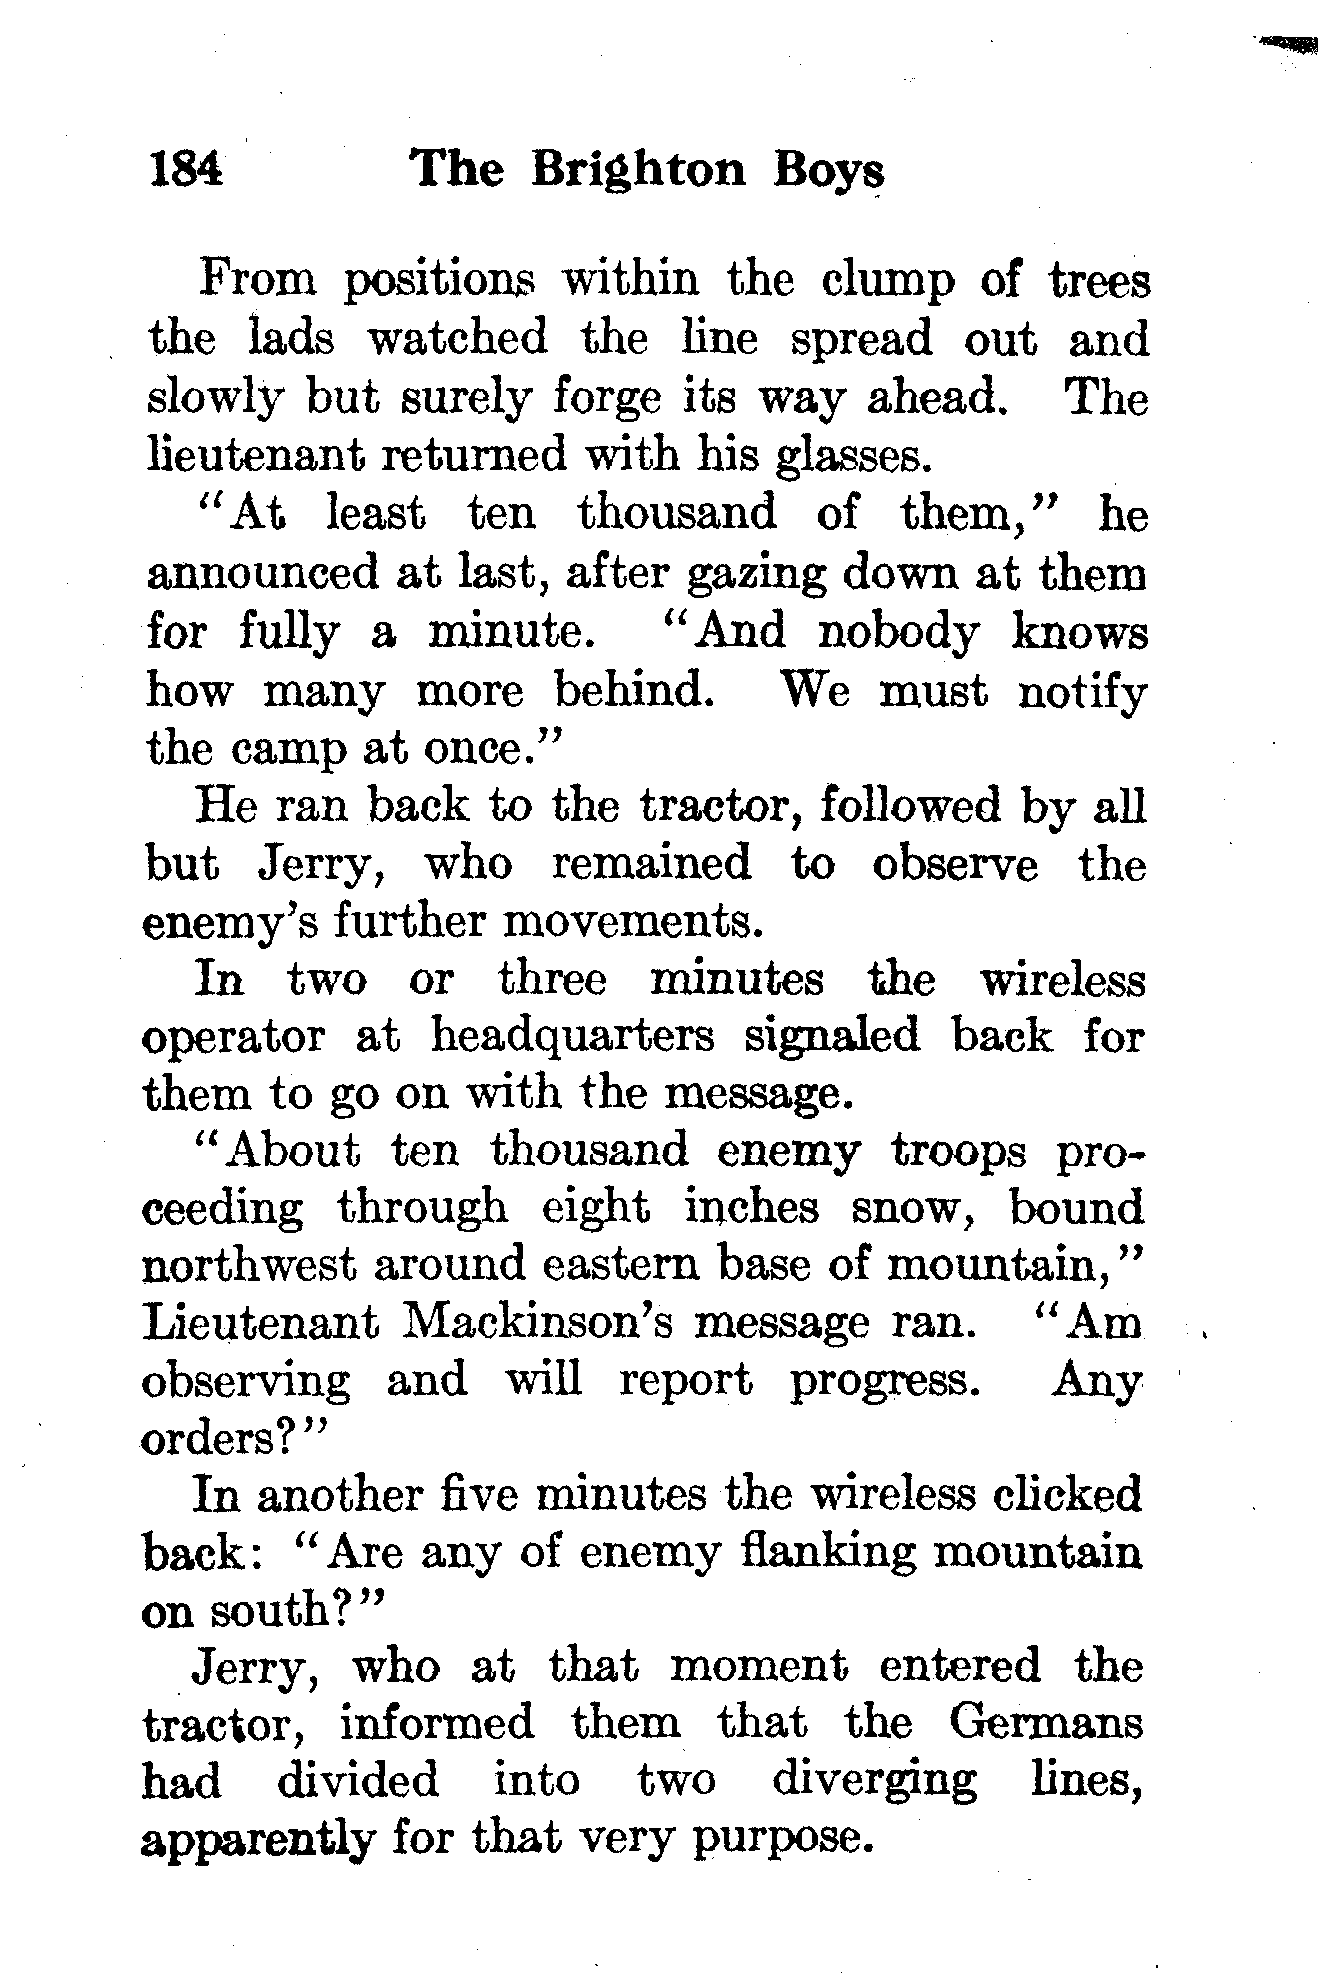 184 The Brighton Boys
From positions within the clump of trees
the lads watched the line spread out and
slowly but surely forge its way ahead. The
lieutenant returned with his glasses.
"At least ten thousand of them," he
announced at last, after gazing down at them
for fully a minute. "And nobody knows
how many more behind. We must notify
the camp at once."
He ran back to the tractor, followed by all
but Jerry, who remained to observe the
enemy's further movements.
In two or three minutes the wireless
operator at headquarters signaled back for
them to go on with the message.
"About ten thousand enemy troops pro-
ceeding through eight inches snow, bound
northwest around eastern base of mountain,"
Lieutenant Mackinson's message ran. "Am
observing and will report progress. Any
orders?"
In another five minutes the wireless clicked
back: "Are any of enemy flanking mountain
on south?"
Jerry, who at that moment entered the
tractor, informed them that the Germans
had divided into two diverging lines,
apparently for that very purpose.